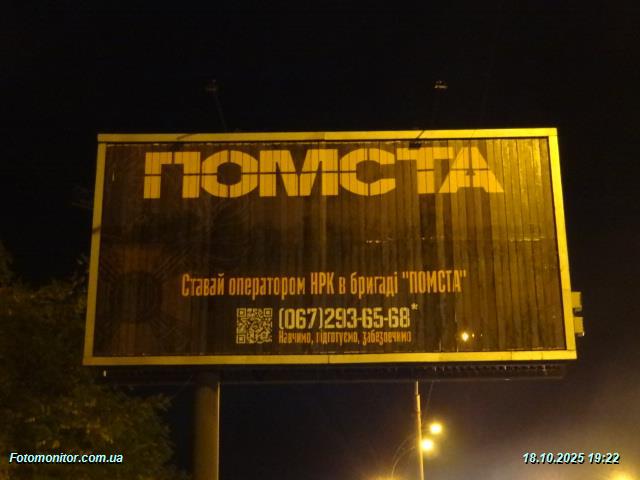 ПОМСТА
Ставай оператором НРК в бригаді "ПОМСТА"
(067)293-65-68*
Навчимо, підготуємо, забезпечимо
Fotomonitor.com.ua
18.10.2025 19:22